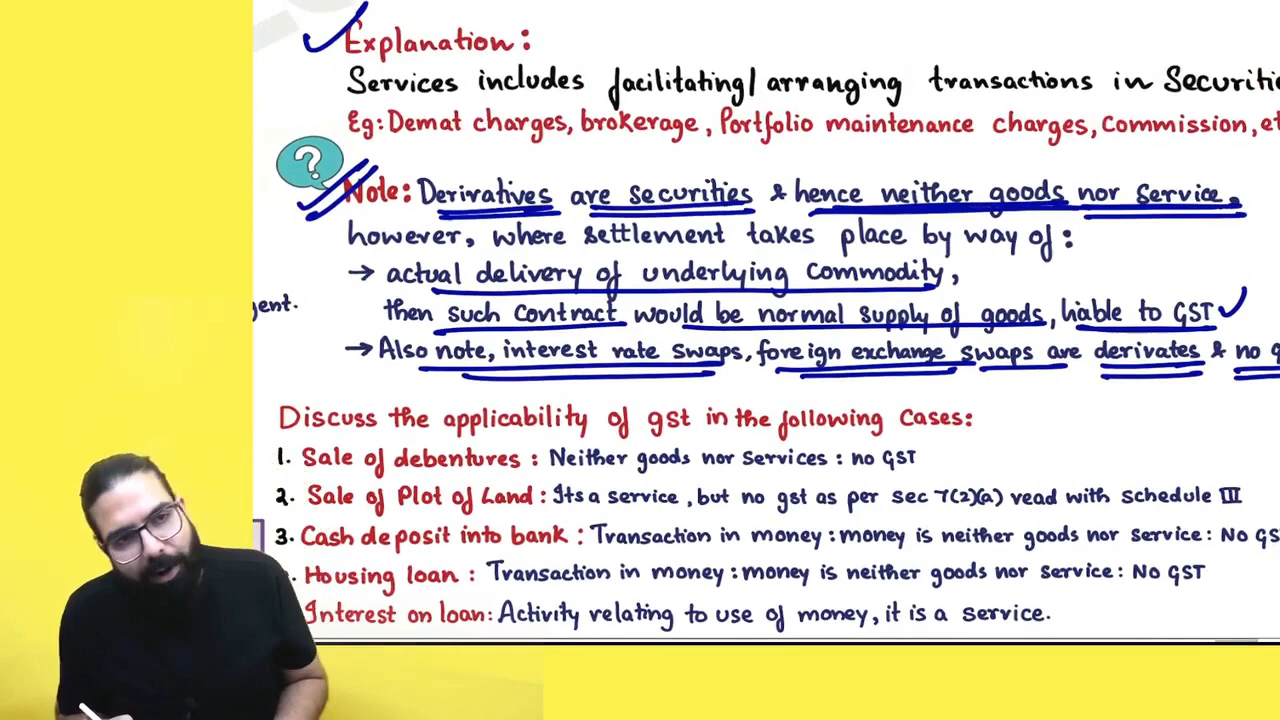 Explanation:
Services includes facilitating/arranging transactions in
Eg: Demat charges, brokerage, Portfolio maintenance charges, Commission,
?
Note: Derivatives are securities & hence neither goods nor service,
however, where settlement takes place by way of:
→ actual delivery of underlying Commodity,
then such Contract would be normal supply of goods, liable to GST
→ Also note, interest rate swaps, foreign exchange swaps are derivates & no
Discuss the applicability of gst in the following Cases:
1. Sale of debentures : Neither goods nor Services : no GST
2. Sale of Plot of Land : Its a service, but no gst as per sec 7(2)(a) read with schedule III
3. Cash deposit into bank : Transaction in money : money is neither goods nor service: No
Housing loan : Transaction in money : money is neither goods nor service: No GST
Interest on loan: Activity relating to use of money, it is a service.